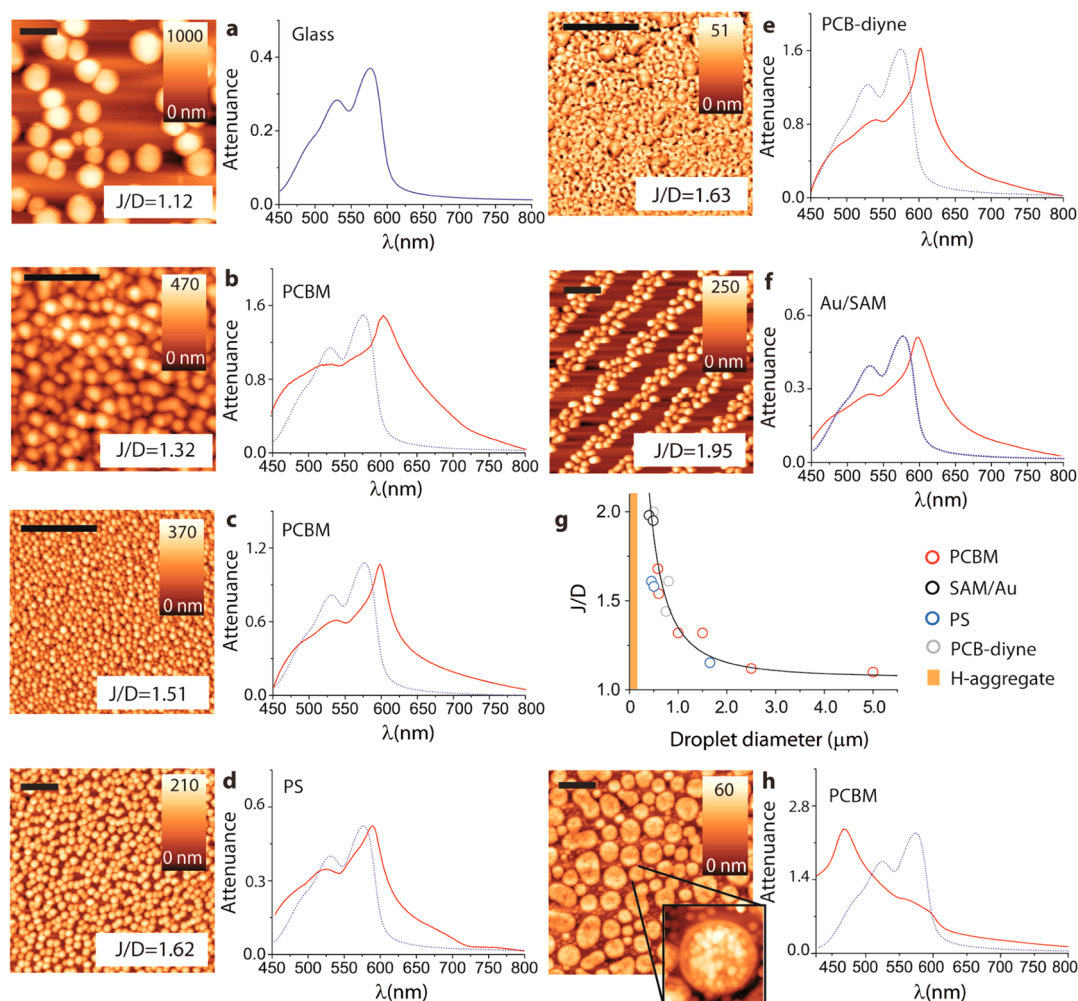 a
Glass
1000
0 nm
J/D=1.12
Attenuance
0.4
0.2
0.0
450 500 550 600 650 700 750 800
λ(nm)
e
PCB-diyne
51
0 nm
J/D=1.63
Attenuance
1.6
0.8
0.0
450 500 550 600 650 700 750 800
λ(nm)
b
PCBM
470
0 nm
J/D=1.32
Attenuance
1.6
0.8
0.0
450 500 550 600 650 700 750 800
λ(nm)
f
Au/SAM
250
0 nm
J/D=1.95
Attenuance
0.6
0.3
0.0
450 500 550 600 650 700 750 800
λ(nm)
c
PCBM
370
0 nm
J/D=1.51
Attenuance
1.2
0.6
0.0
450 500 550 600 650 700 750 800
λ(nm)
g
J/D
2.0
1.5
1.0
0 1.0 2.0 3.0 4.0 5.0
Droplet diameter (μm)
PCBM
SAM/Au
PS
PCB-diyne
H-aggregate
d
PS
210
0 nm
J/D=1.62
Attenuance
0.6
0.3
0.0
450 500 550 600 650 700 750 800
λ(nm)
h
PCBM
60
0 nm
Attenuance
2.8
1.4
0.0
450 500 550 600 650 700 750 800
λ(nm)